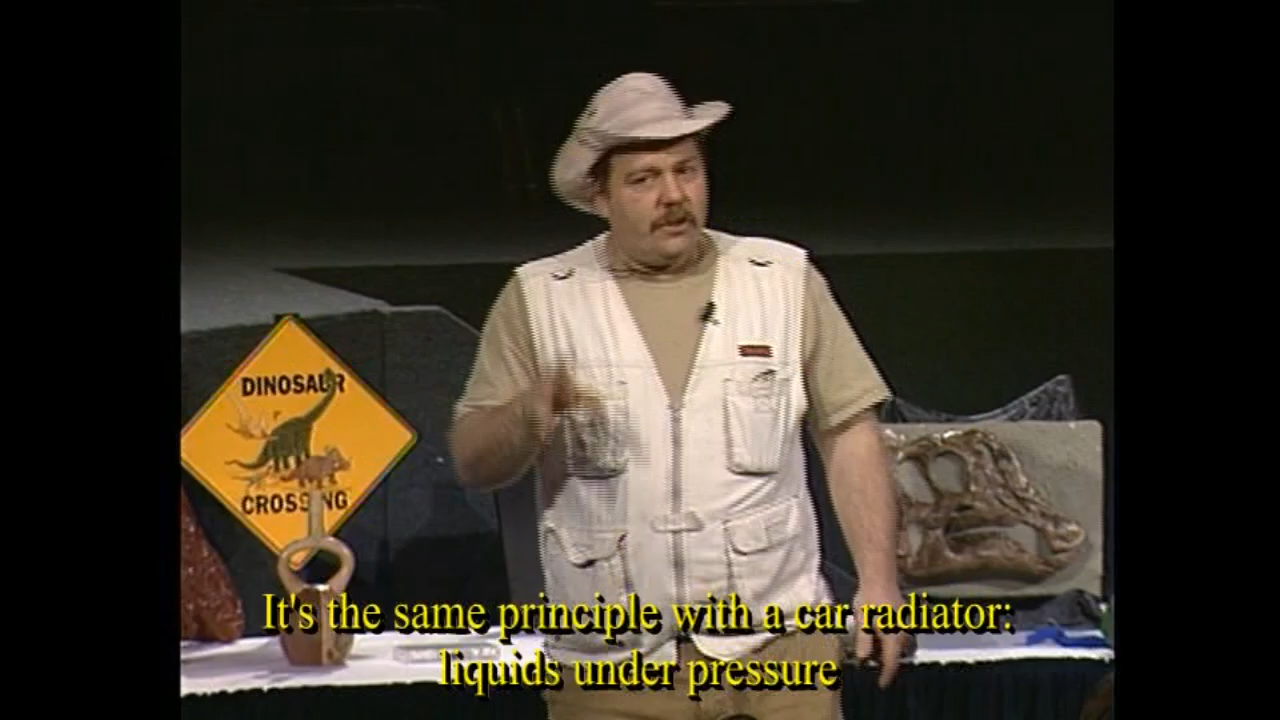 DINOSAUR
CROSSING
It's the same principle with a car radiator:
liquids under pressure